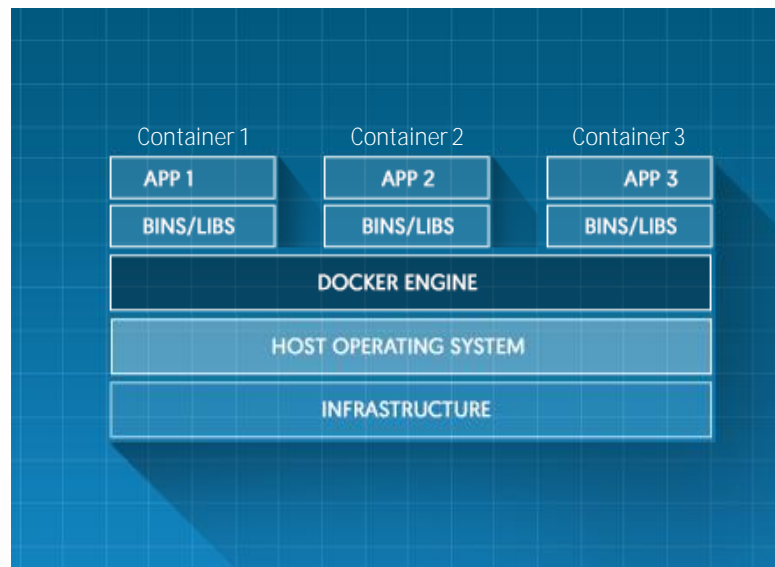 Container 1 Container 2 Container 3
APP 1 APP 2 APP 3
BINS/LIBS BINS/LIBS BINS/LIBS
DOCKER ENGINE
HOST OPERATING SYSTEM
INFRASTRUCTURE